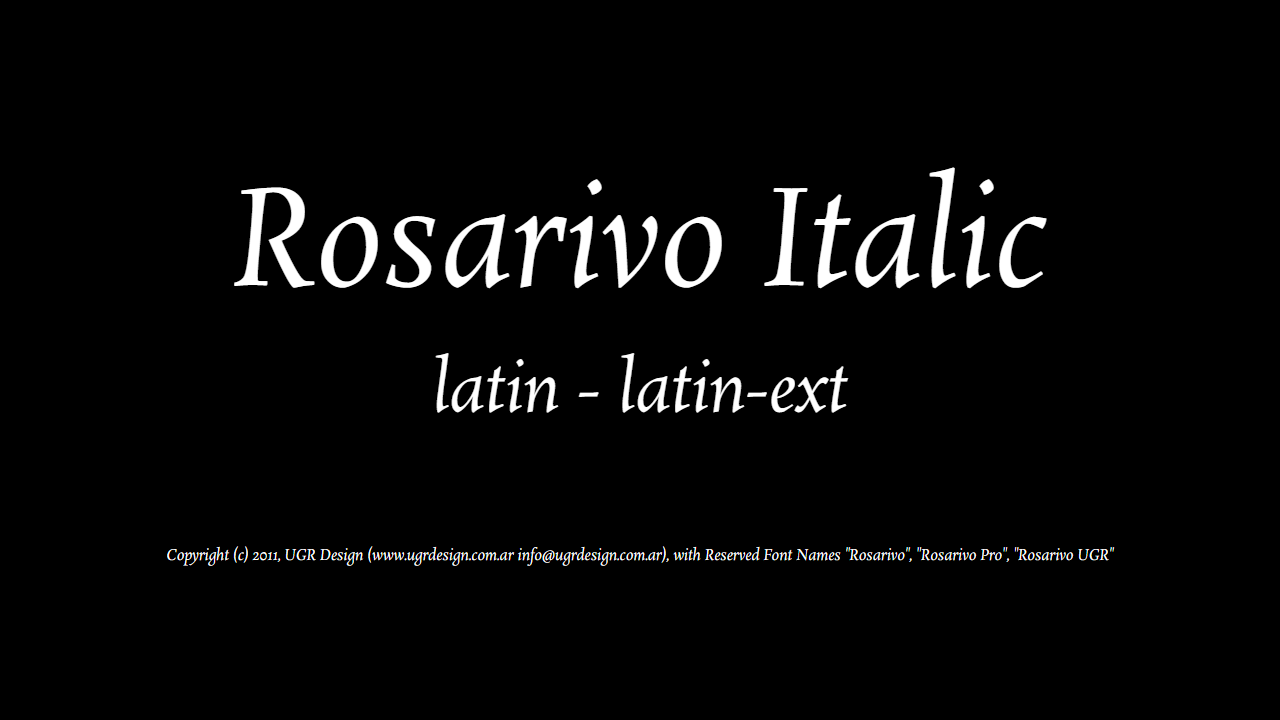 Rosarivo Italic
latin - latin-ext
Copyright (c) 2011, UGR Design (www.ugrdesign.com.ar info@ugrdesign.com.ar), with Reserved Font Names "Rosarivo", "Rosarivo Pro", "Rosarivo UGR"